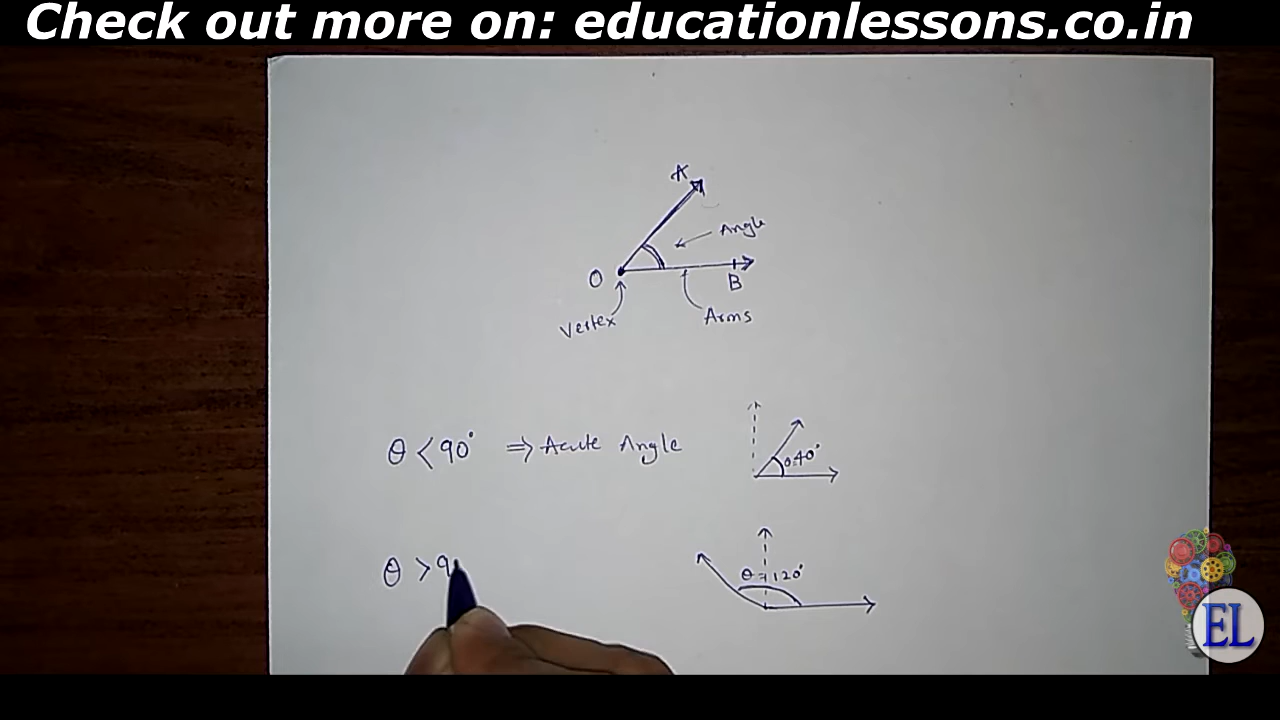 Check out more on: educationlessons.co.in
A
Angle
O
B
Vertex
Arms
θ < 90° ⇒ Acute Angle
θ=40°
θ = 120°
θ > 9
EL